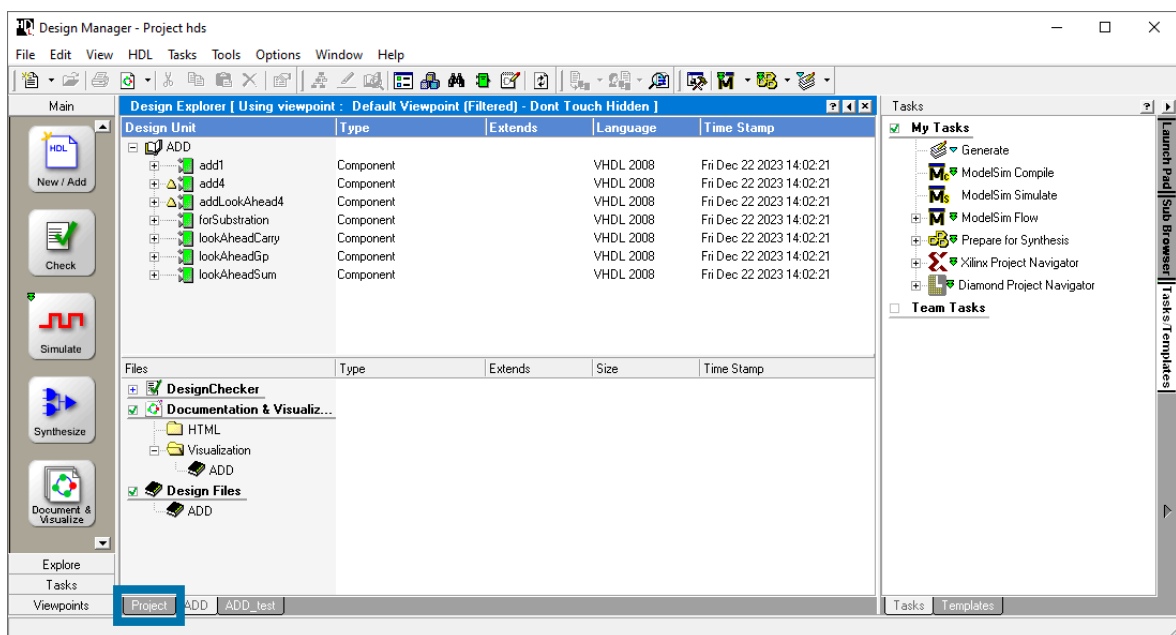 Design Manager - Project hds
File Edit View HDL Tasks Tools Options Window Help
Main
HDL
New / Add
Check
Simulate
Synthesize
Document & Visualize
Explore
Tasks
Viewpoints
Design Explorer [ Using viewpoint : Default Viewpoint (Filtered) - Dont Touch Hidden ]
Design Unit Type Extends Language Time Stamp
ADD
add1 Component VHDL 2008 Fri Dec 22 2023 14:02:21
add4 Component VHDL 2008 Fri Dec 22 2023 14:02:21
addLookAhead4 Component VHDL 2008 Fri Dec 22 2023 14:02:21
forSubstration Component VHDL 2008 Fri Dec 22 2023 14:02:21
lookAheadCarry Component VHDL 2008 Fri Dec 22 2023 14:02:21
lookAheadGp Component VHDL 2008 Fri Dec 22 2023 14:02:21
lookAheadSum Component VHDL 2008 Fri Dec 22 2023 14:02:21
Files Type Extends Size Time Stamp
DesignChecker
Documentation & Visualiz...
HTML
Visualization
ADD
Design Files
ADD
Project ADD ADD_test
Tasks
My Tasks
Generate
ModelSim Compile
ModelSim Simulate
ModelSim Flow
Prepare for Synthesis
Xilinx Project Navigator
Diamond Project Navigator
Team Tasks
Tasks Templates
Launch Pad
Sub Browser
Tasks/Templates